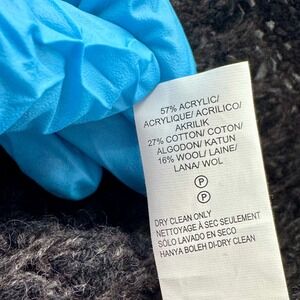 57% ACRYLIC/
ACRYLIQUE/ ACRILICO/
AKRILIK
27% COTTON/ COTON/
ALGODON/ KATUN
16% WOOL/ LAINE/
LANA/ WOL
P
P
DRY CLEAN ONLY
NETTOYAGE À SEC SEULEMENT
SÓLO LAVADO EN SECO
HANYA BOLEH DI-DRY CLEAN